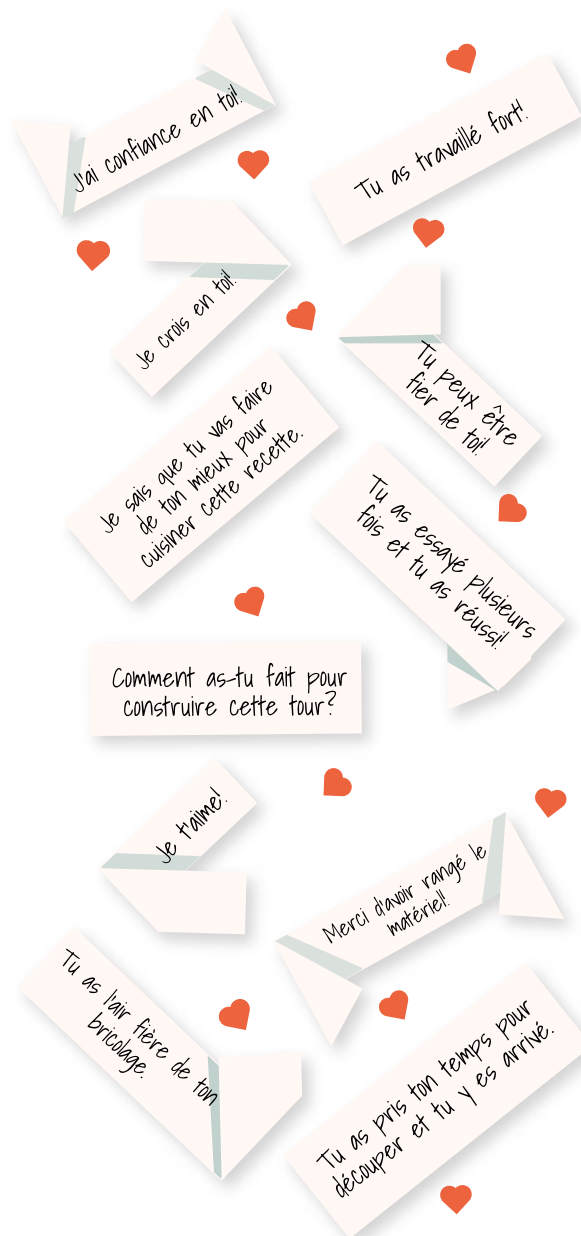 J'ai confiance en toi!
Tu as travaillé fort!
Je crois en toi!
Tu peux être
fier de toi!
Je sais que tu vas faire
de ton mieux pour
cuisiner cette recette.
Tu as essayé plusieurs
fois et tu as réussi!
Comment as-tu fait pour
construire cette tour?
Je t'aime!
Merci d'avoir rangé le
matériel!
Tu as l'air fière de ton
bricolage.
Tu as pris ton temps pour
découper et tu y es arrivé.